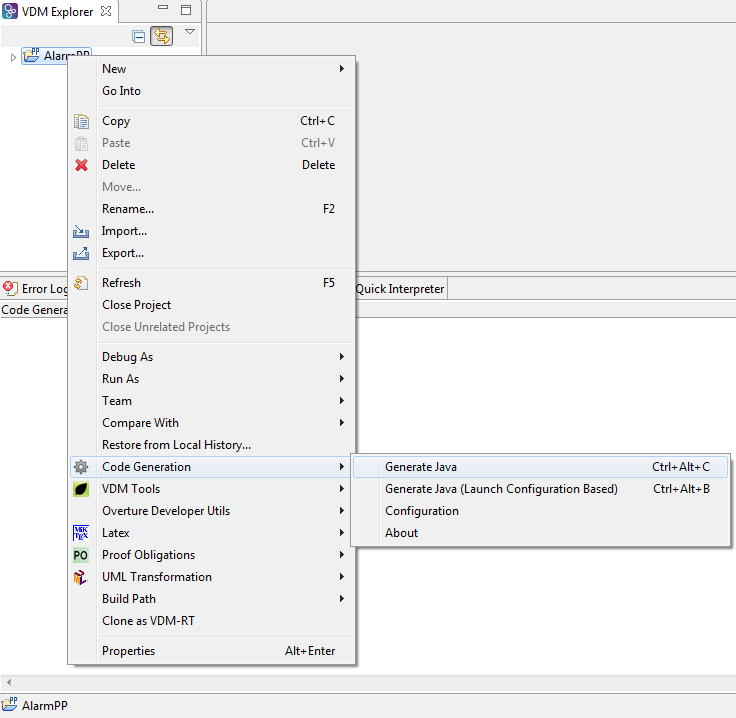 VDM Explorer
AlarmPP
New
Go Into
Copy Ctrl+C
Paste Ctrl+V
Delete Delete
Move...
Rename... F2
Import...
Export...
Refresh F5
Close Project
Close Unrelated Projects
Error Log
Quick Interpreter
Code Genera
Debug As
Run As
Team
Compare With
Restore from Local History...
Code Generation
Generate Java Ctrl+Alt+C
VDM Tools
Generate Java (Launch Configuration Based) Ctrl+Alt+B
Overture Developer Utils
Configuration
Latex
About
MiK
TEX
PO
Proof Obligations
UML Transformation
Build Path
Clone as VDM-RT
Properties Alt+Enter
AlarmPP